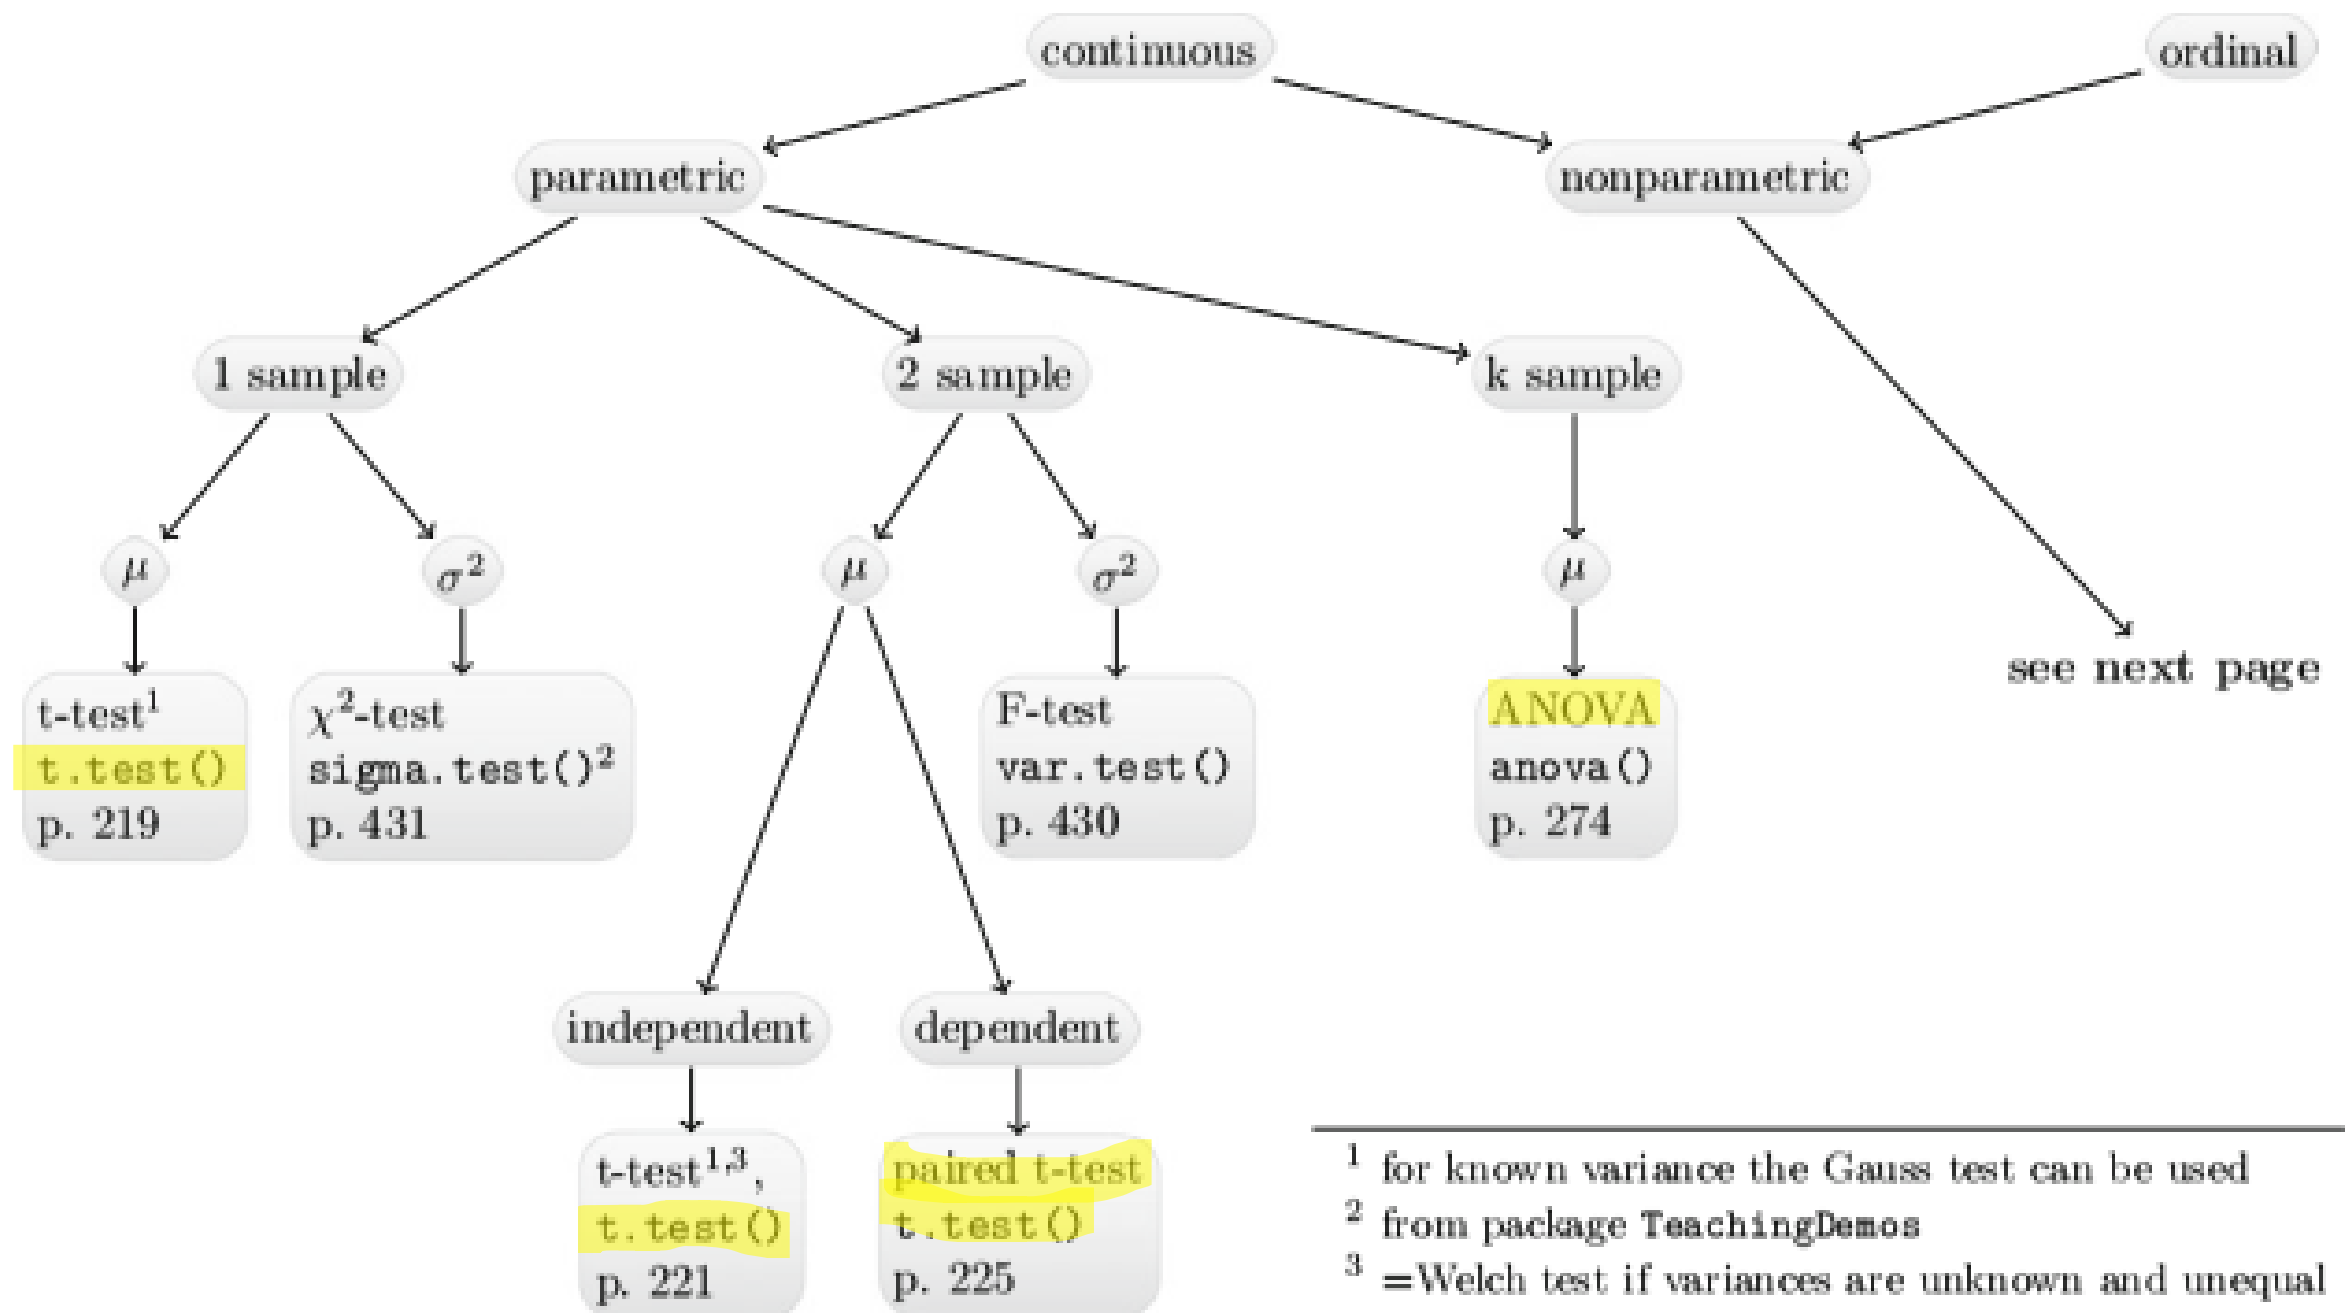 continuous
ordinal
parametric
nonparametric
1 sample
2 sample
k sample
μ
σ²
μ
σ²
μ
t-test¹
t.test()
p. 219
χ²-test
sigma.test()²
p. 431
F-test
var.test()
p. 430
ANOVA
anova()
p. 274
see next page
independent
dependent
t-test¹,³,
t.test()
p. 221
paired t-test
t.test()
p. 225
¹ for known variance the Gauss test can be used
² from package TeachingDemos
³ =Welch test if variances are unknown and unequal